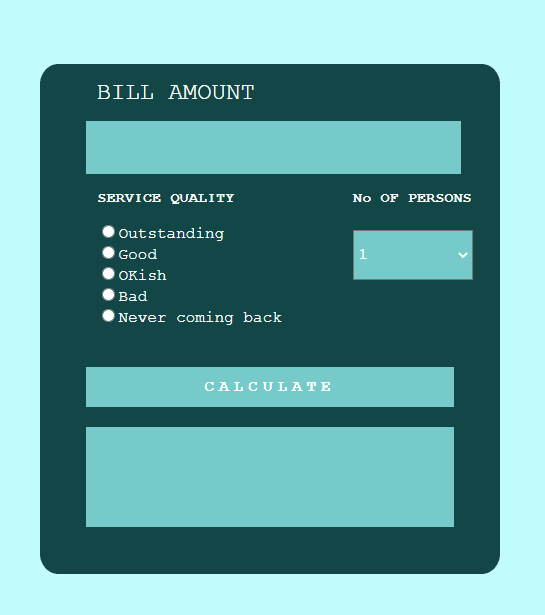 BILL AMOUNT
SERVICE QUALITY
No OF PERSONS
Outstanding
Good
1
OKish
Bad
Never coming back
CALCULATE